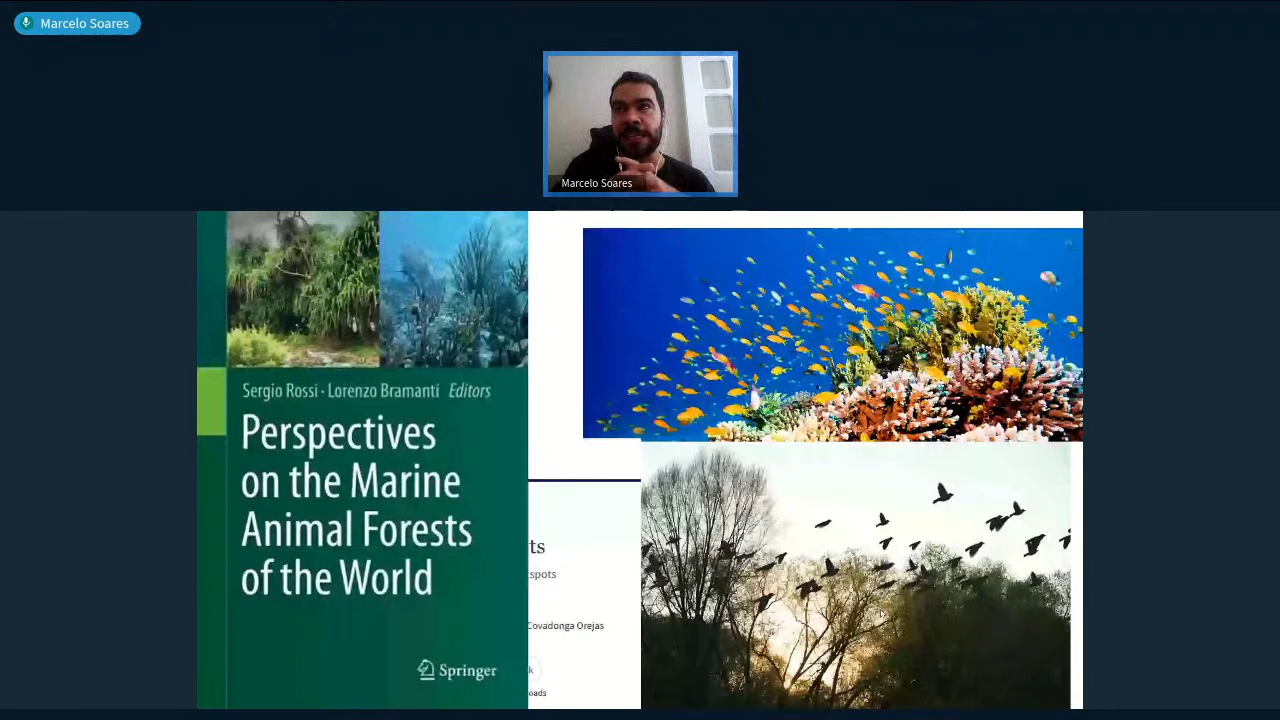 Marcelo Soares
Marcelo Soares
Sergio Rossi · Lorenzo Bramanti Editors
Perspectives
on the Marine
Animal Forests
of the World
Springer
ts
spots
Covadonga Orejas
k
oads